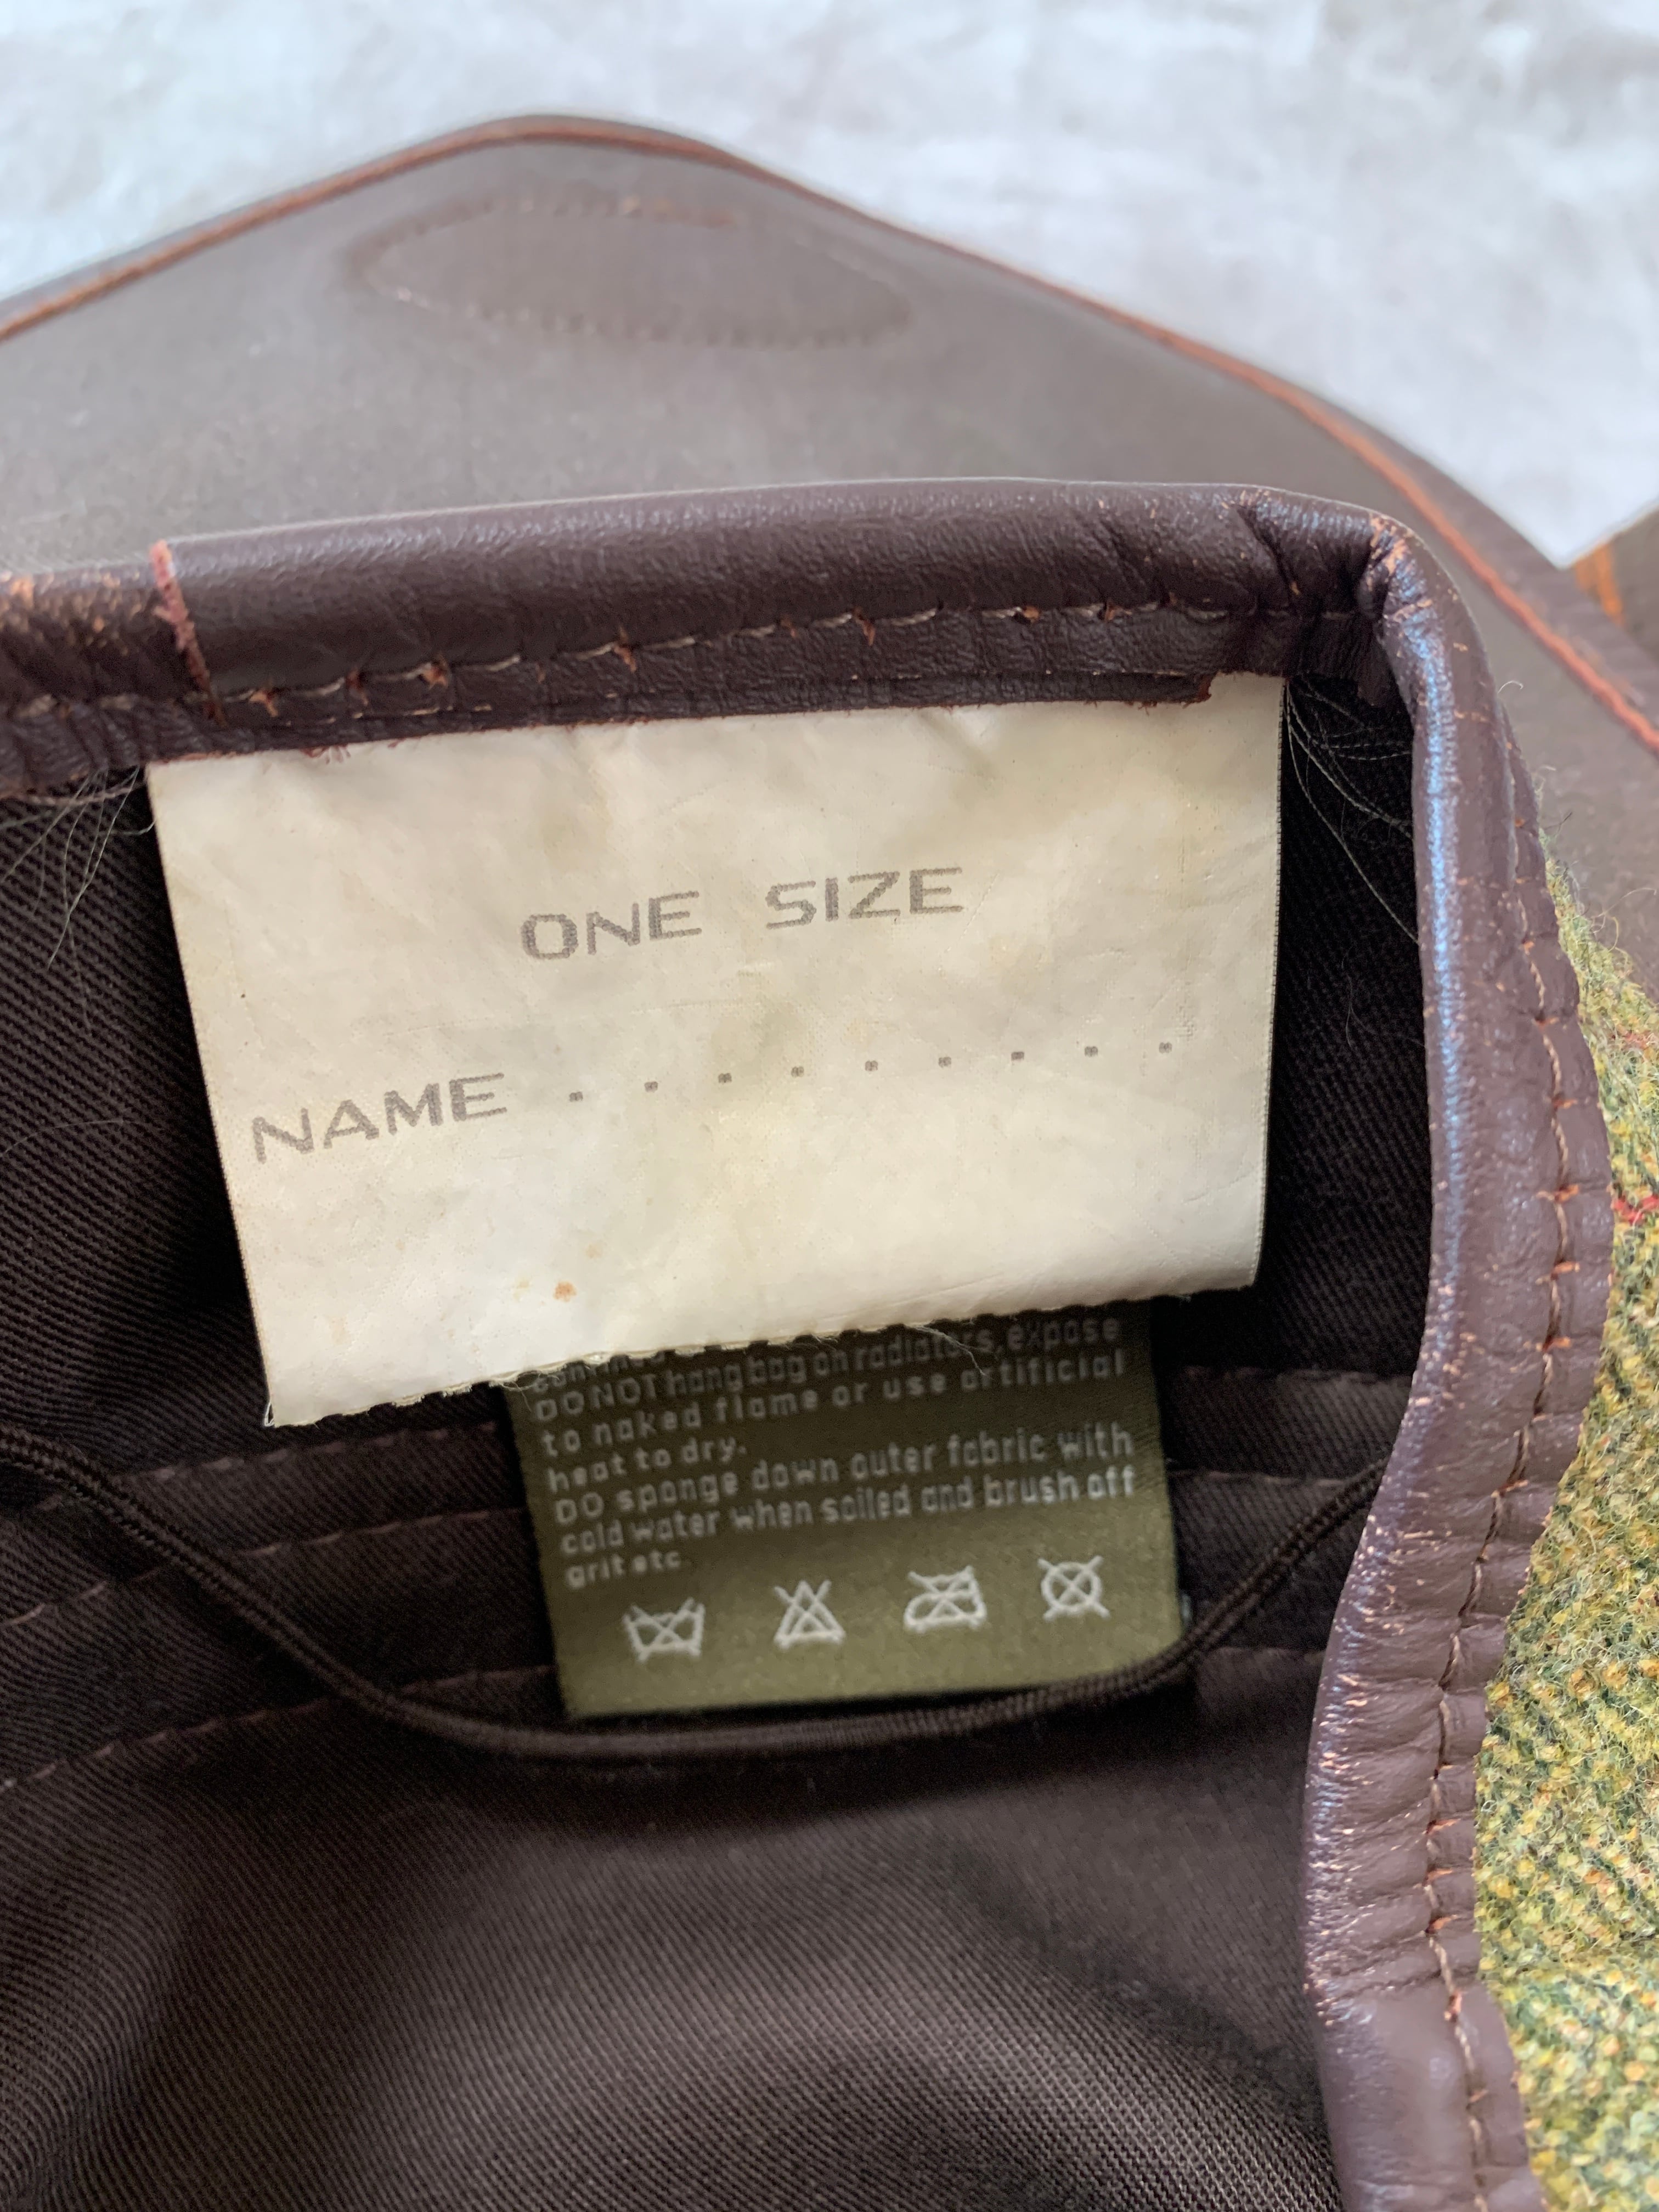 ONE SIZE
NAME . . . . . . . . .
expose
DO NOT hang bag on radiators,
to naked flame or use artificial
heat to dry.
DO sponge down outer fabric with
cold water when soiled and brush off
grit etc.